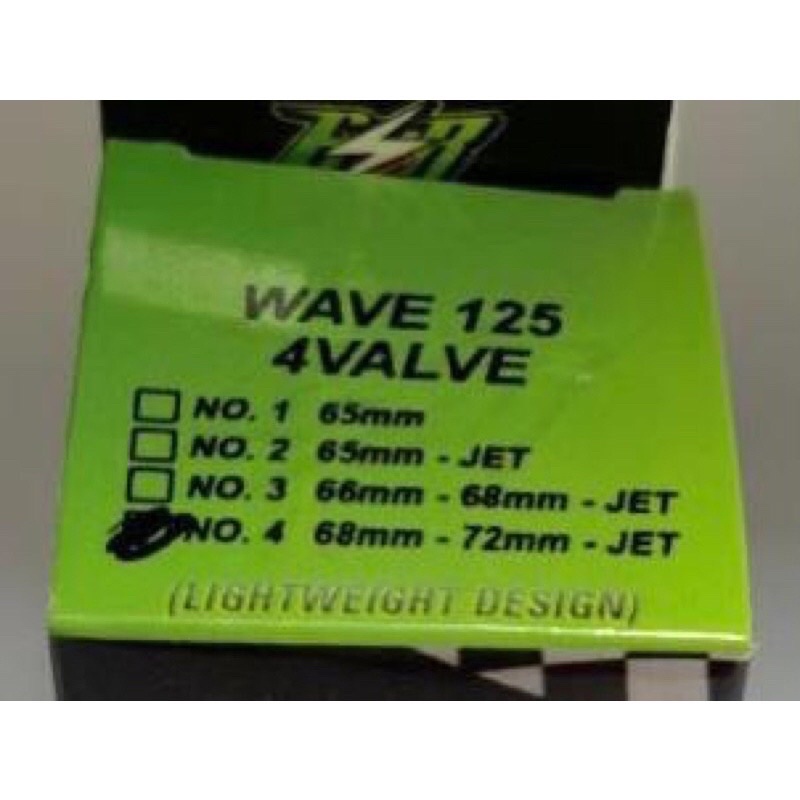 WAVE 125
4VALVE
NO. 1 65mm
NO. 2 65mm - JET
NO. 3 66mm - 68mm - JET
NO. 4 68mm - 72mm - JET
(LIGHTWEIGHT DESIGN)